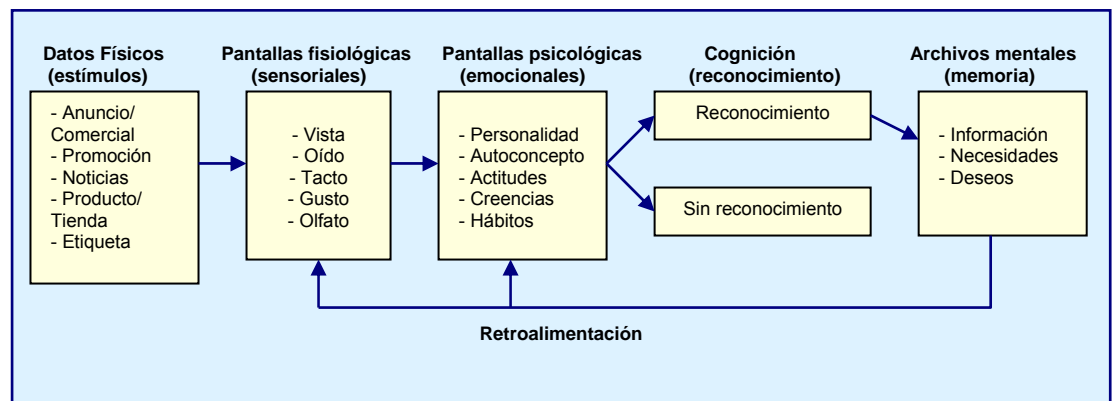 Datos Físicos
(estímulos)
- Anuncio/
Comercial
- Promoción
- Noticias
- Producto/
Tienda
- Etiqueta
Pantallas fisiológicas
(sensoriales)
- Vista
- Oído
- Tacto
- Gusto
- Olfato
Pantallas psicológicas
(emocionales)
- Personalidad
- Autoconcepto
- Actitudes
- Creencias
- Hábitos
Cognición
(reconocimiento)
Reconocimiento
Sin reconocimiento
Archivos mentales
(memoria)
- Información
- Necesidades
- Deseos
Retroalimentación